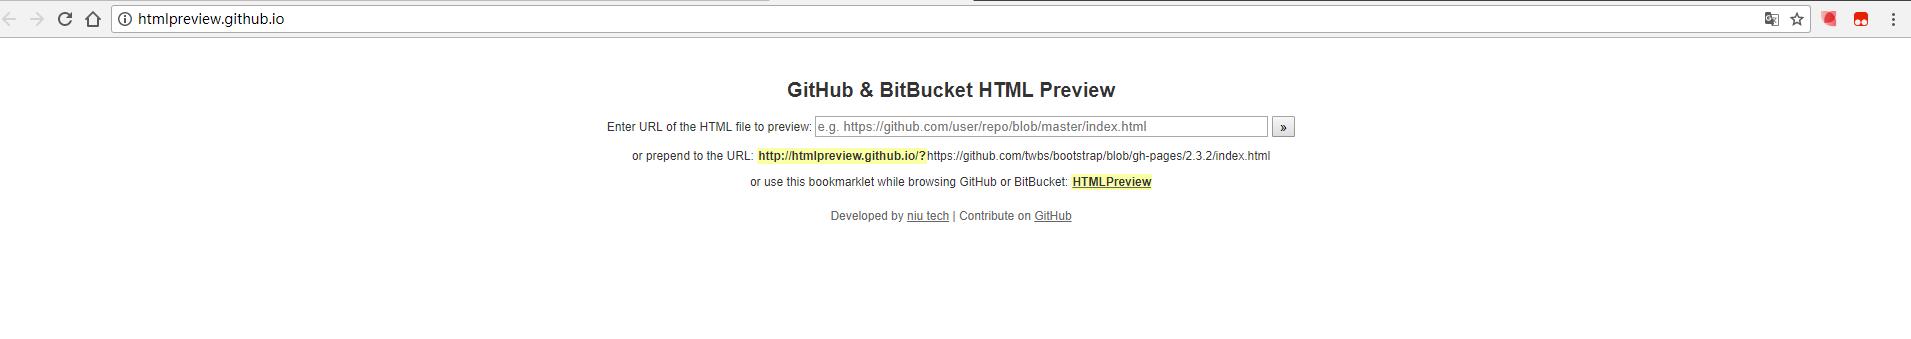 htmlpreview.github.io
GitHub & BitBucket HTML Preview
Enter URL of the HTML file to preview: e.g. https://github.com/user/repo/blob/master/index.html »
or prepend to the URL: http://htmlpreview.github.io/?https://github.com/twbs/bootstrap/blob/gh-pages/2.3.2/index.html
or use this bookmarklet while browsing GitHub or BitBucket: HTMLPreview
Developed by niu tech | Contribute on GitHub